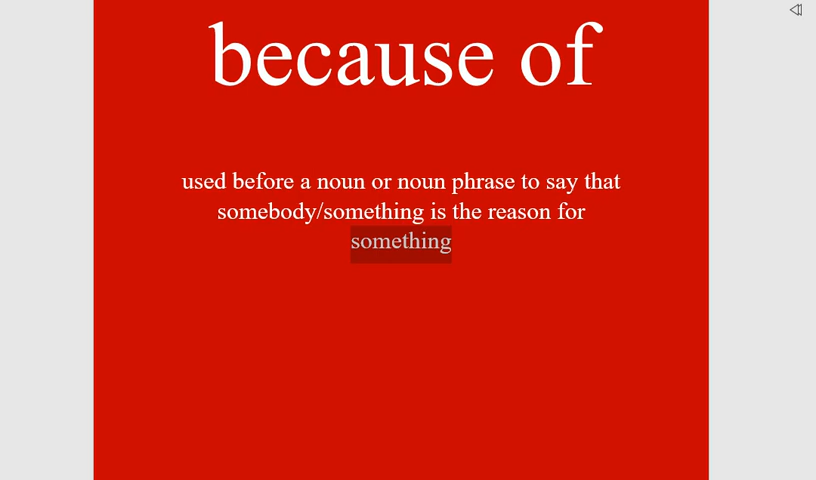 because of
used before a noun or noun phrase to say that
somebody/something is the reason for
something